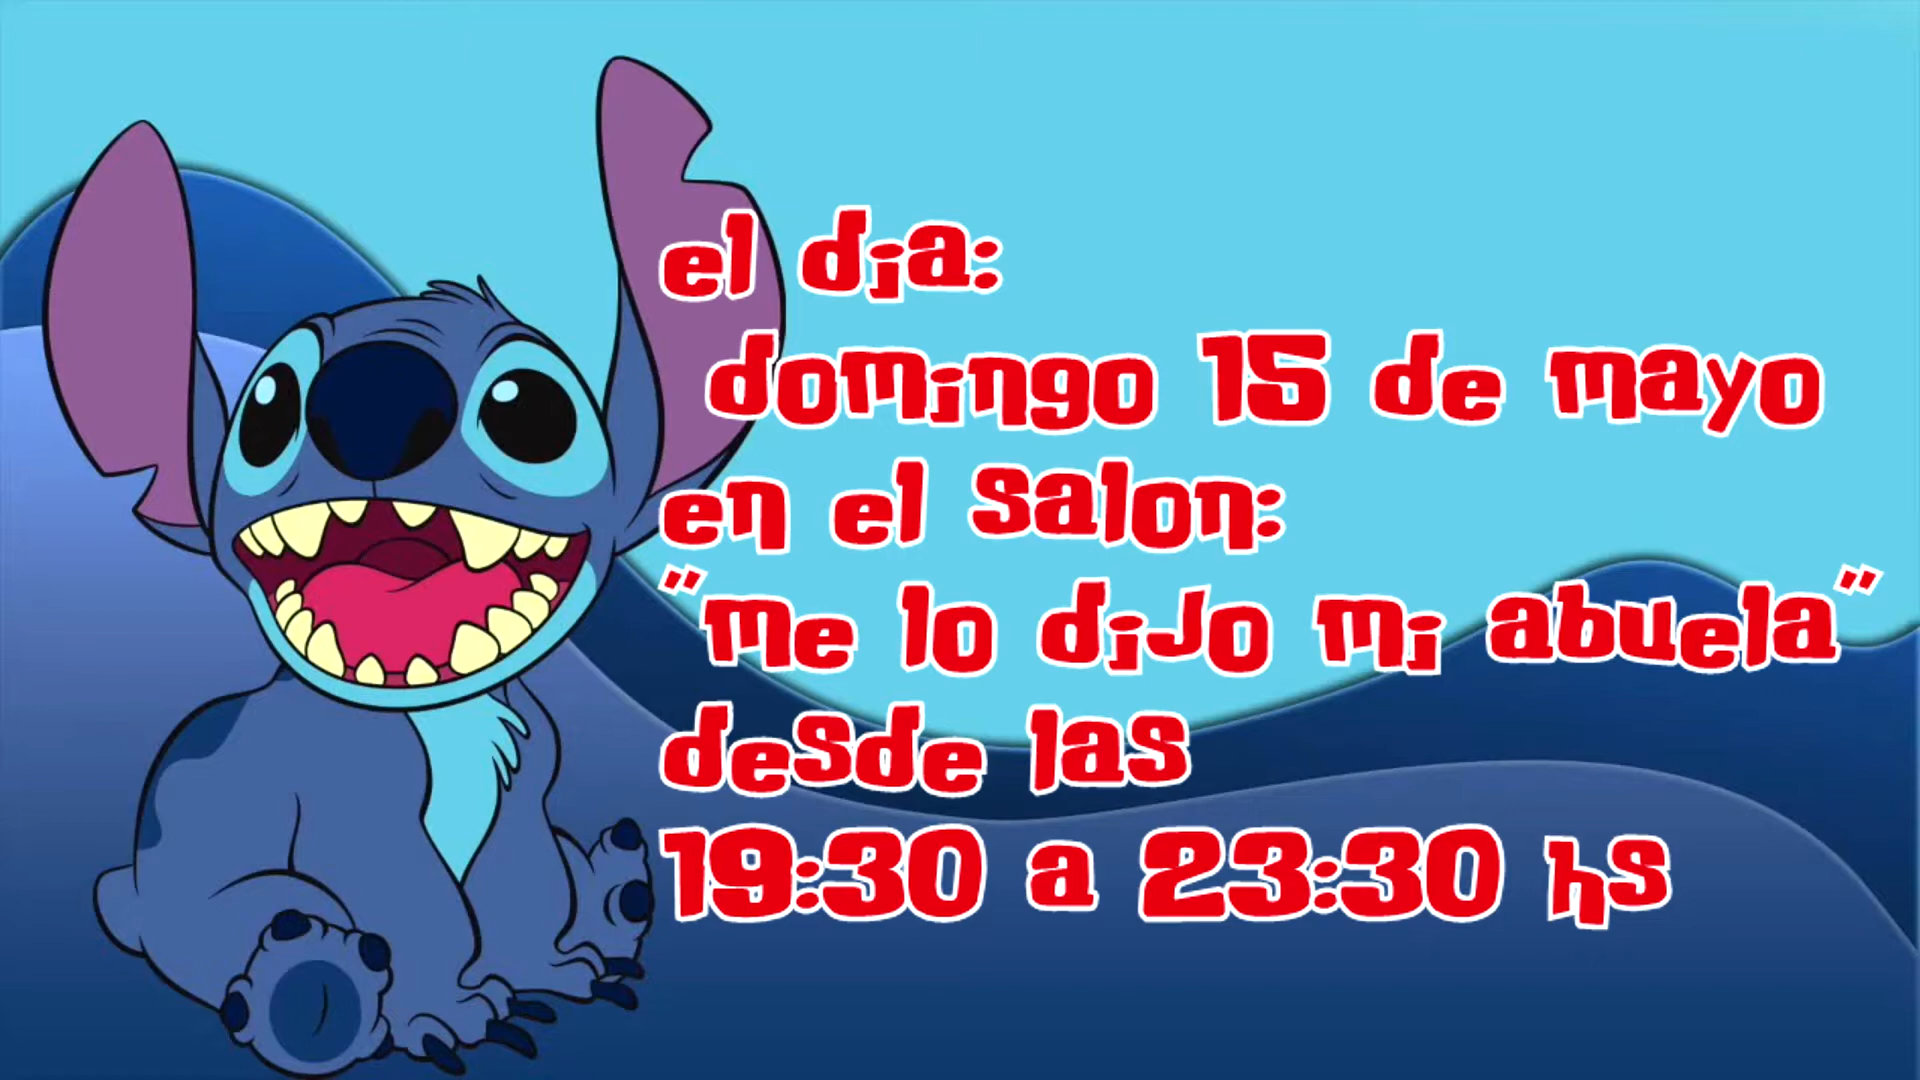 el dia:
domingo 15 de mayo
en el salon:
"me lo dijo mi abuela"
desde las
19:30 a 23:30 hs